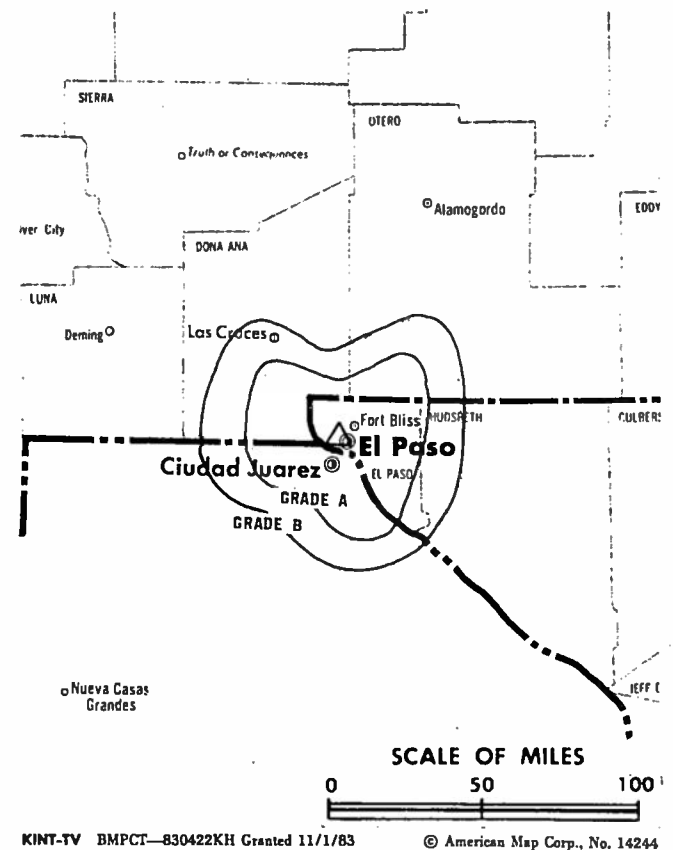 SIERRA
OTERO
Truth or Consequences
Alamogordo
EDDY
ver City
DONA ANA
LUNA
Deming
Las Cruces
Fort Bliss
HUDSPETH
CULBERS
El Paso
Ciudad Juarez
EL PASO
GRADE A
GRADE B
Nueva Casas
Grandes
JEFF D
SCALE OF MILES
0 50 100
KINT-TV BMPCT—830422KH Granted 11/1/83 © American Map Corp., No. 14244